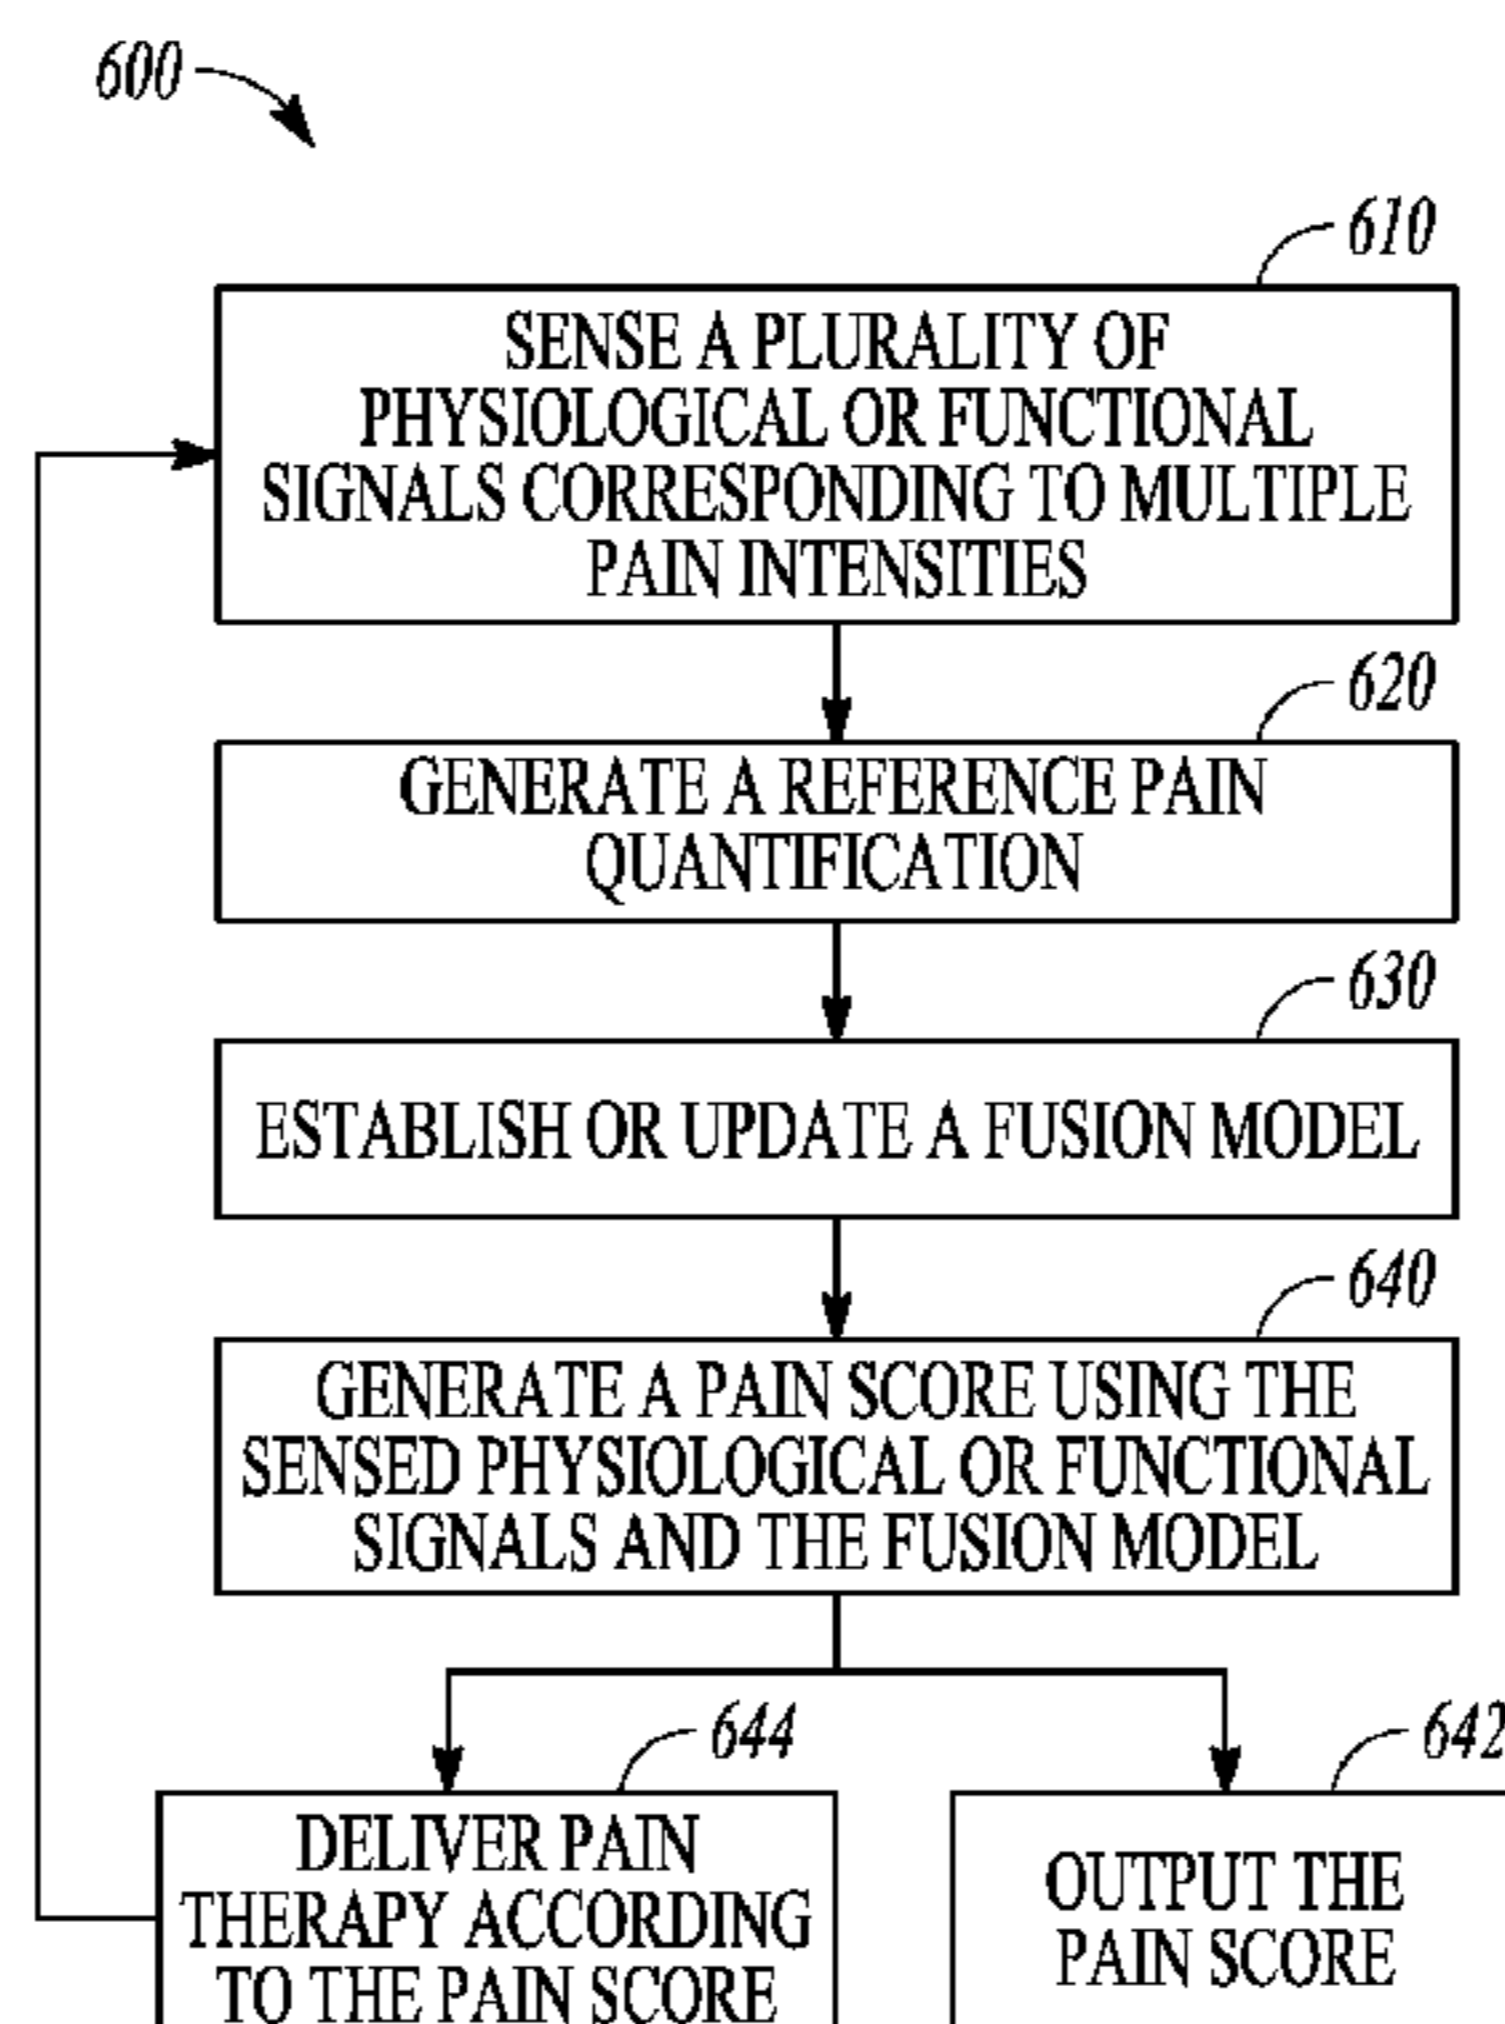 600
610
SENSE A PLURALITY OF
PHYSIOLOGICAL OR FUNCTIONAL
SIGNALS CORRESPONDING TO MULTIPLE
PAIN INTENSITIES
620
GENERATE A REFERENCE PAIN
QUANTIFICATION
630
ESTABLISH OR UPDATE A FUSION MODEL
640
GENERATE A PAIN SCORE USING THE
SENSED PHYSIOLOGICAL OR FUNCTIONAL
SIGNALS AND THE FUSION MODEL
644
DELIVER PAIN
THERAPY ACCORDING
TO THE PAIN SCORE
642
OUTPUT THE
PAIN SCORE